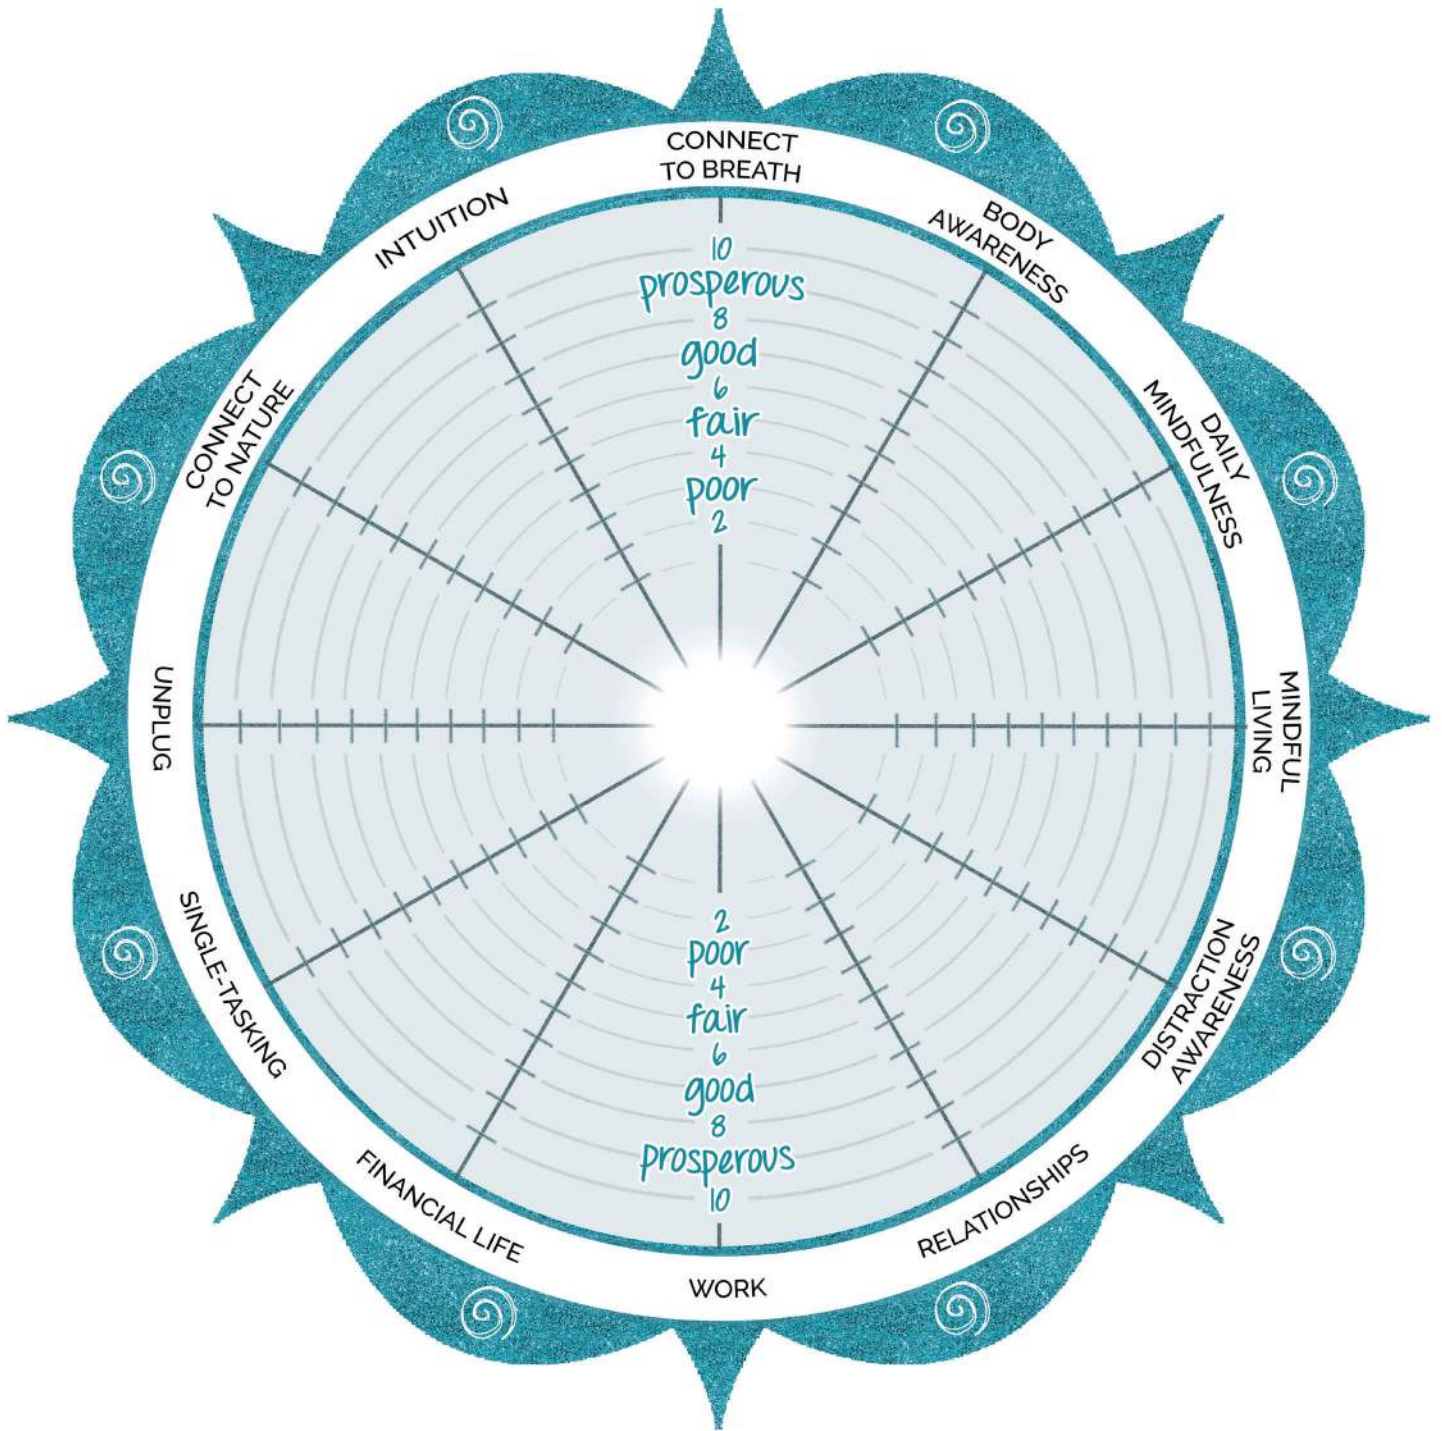 CONNECT
TO BREATH
BODY
AWARENESS
DAILY
MINDFULNESS
MINDFUL
LIVING
DISTRACTION
AWARENESS
RELATIONSHIPS
WORK
FINANCIAL LIFE
SINGLE-TASKING
UNPLUG
CONNECT
TO NATURE
INTUITION
10
prosperous
8
good
6
fair
4
poor
2
2
poor
4
fair
6
good
8
prosperous
10